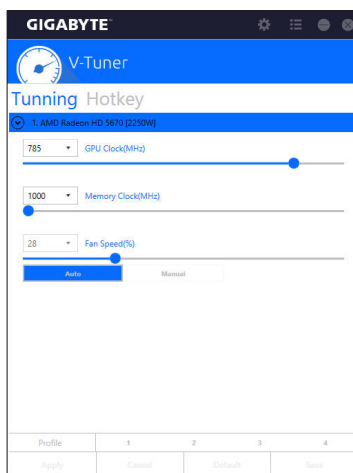 GIGABYTE™
V-Tuner
Tunning Hotkey
1. AMD Radeon HD 5670 [2250W]
785 GPU Clock(MHz)
1000 Memory Clock(MHz)
28 Fan Speed(%)
Auto Manual
Profile 1 2 3 4
Apply Cancel Default Save